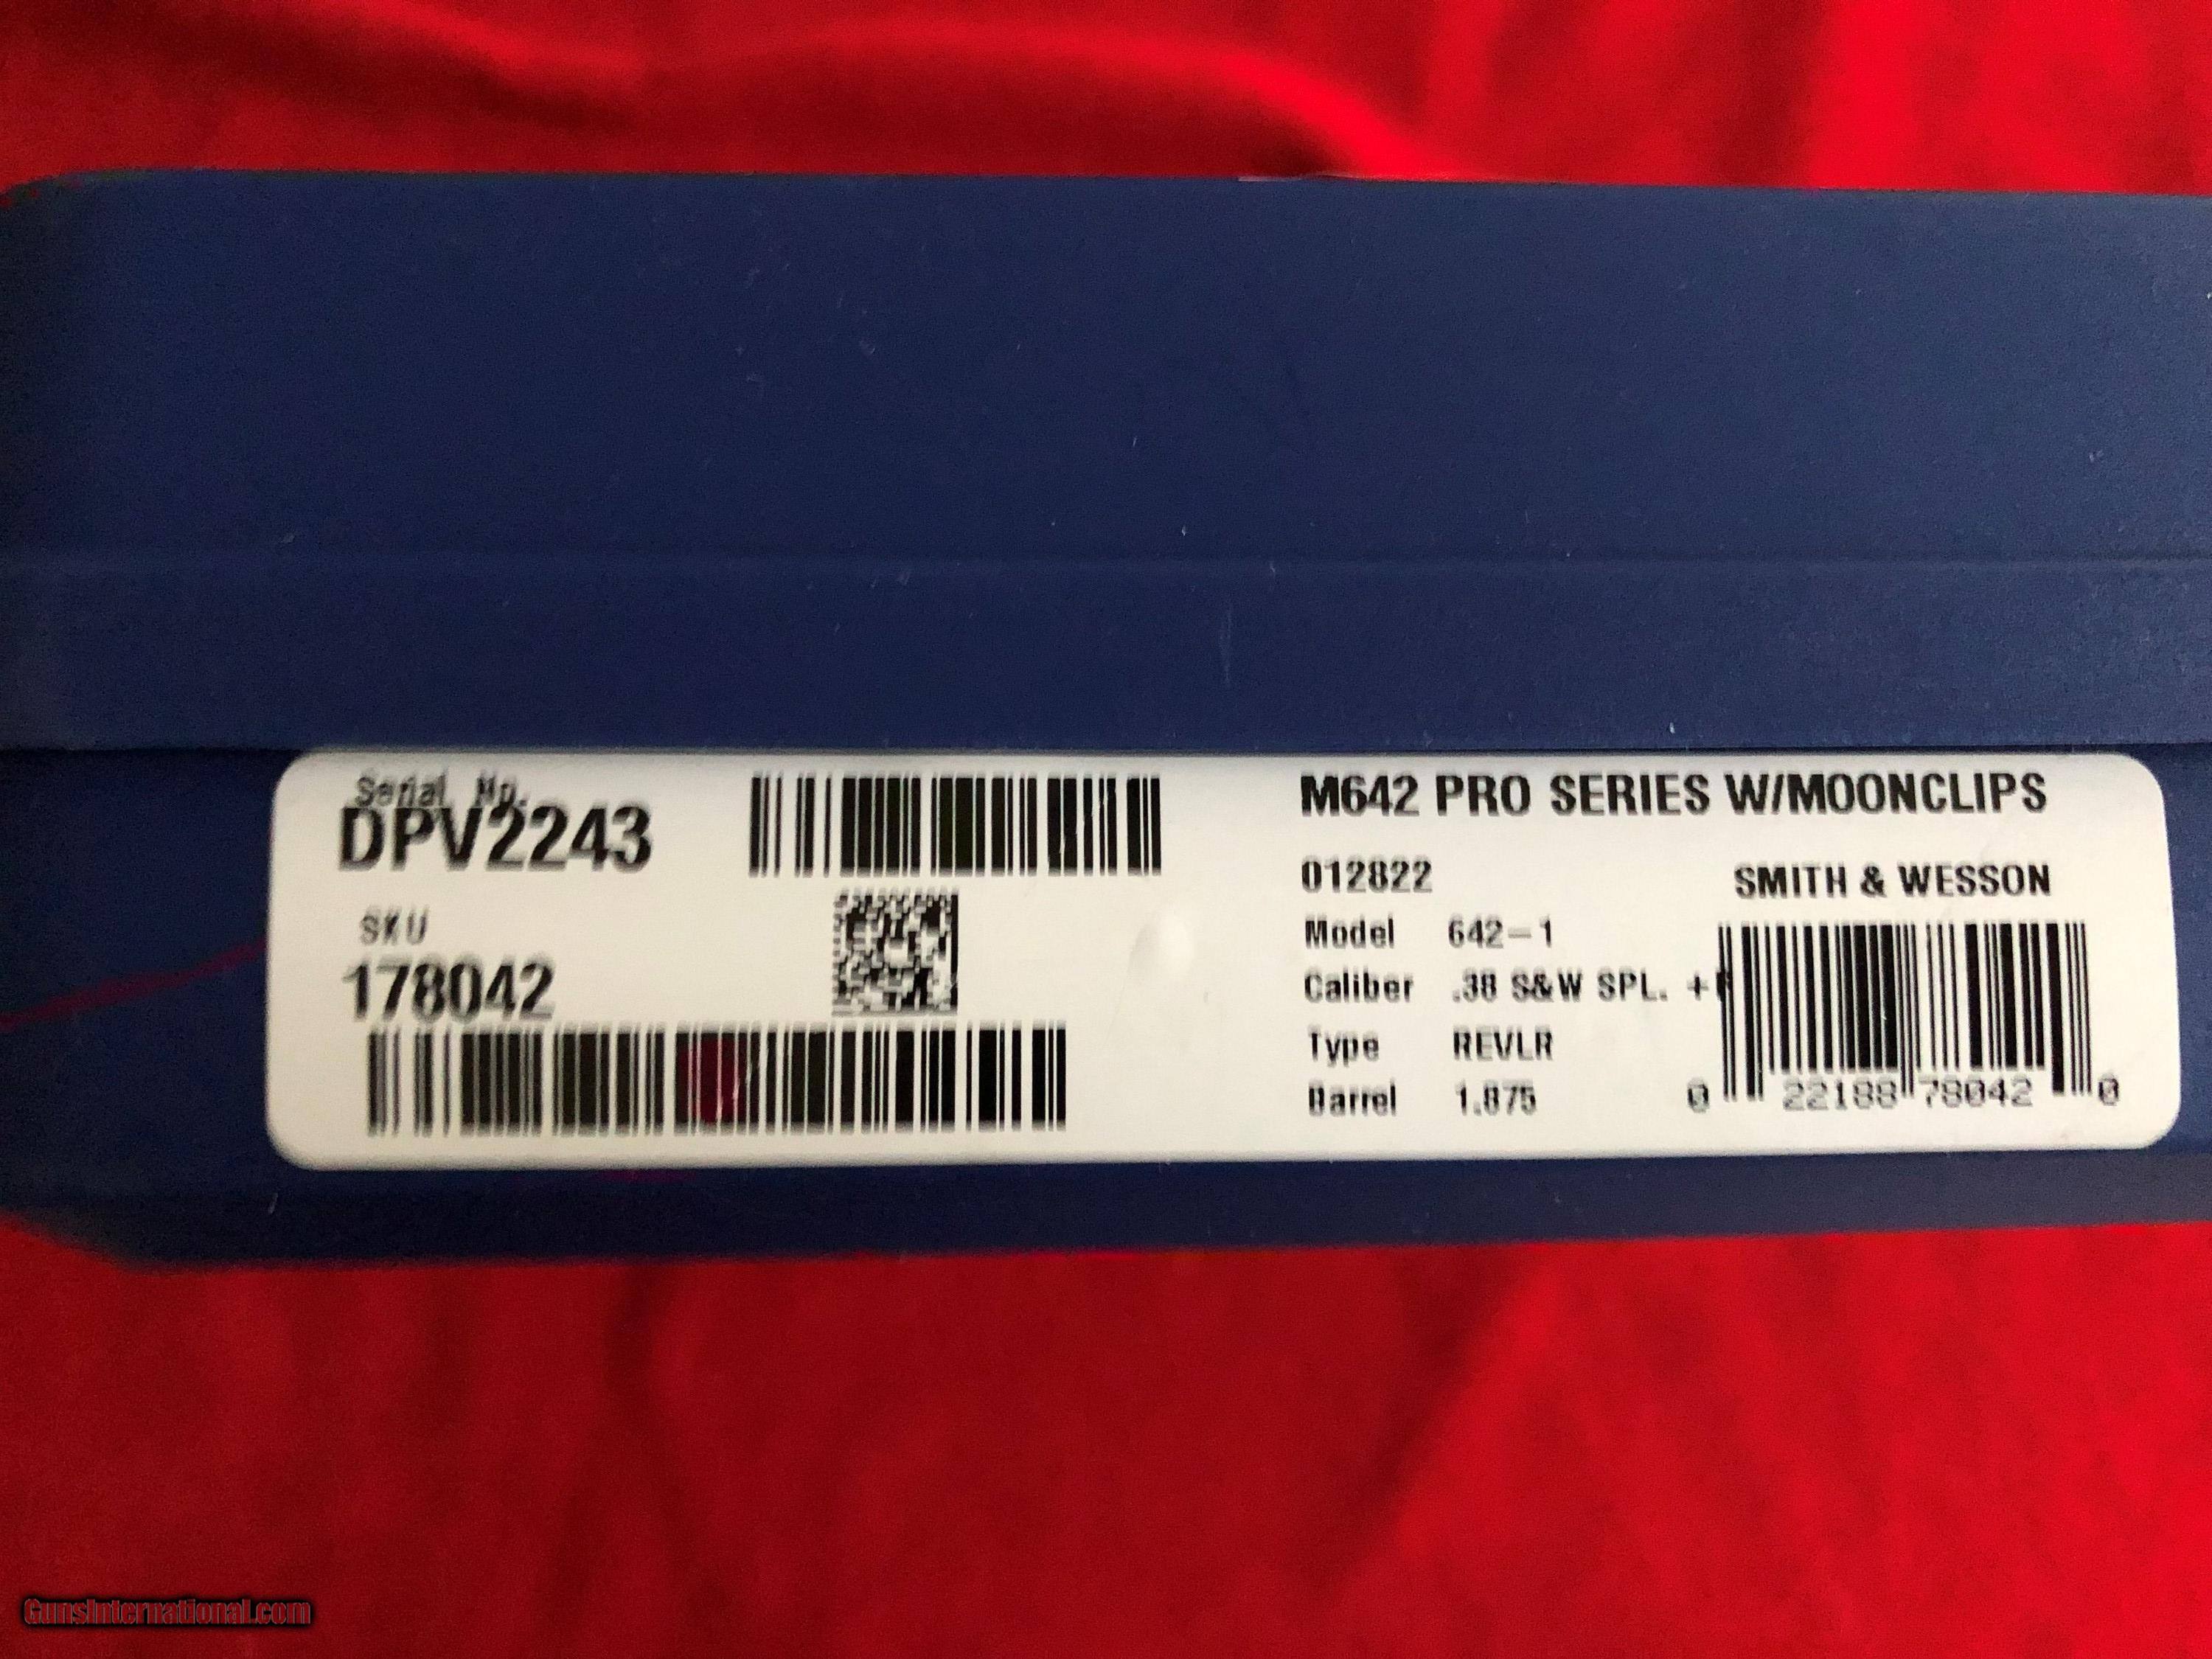 Serial No.
DPV2243
SKU
178042
M642 PRO SERIES W/MOONCLIPS
012822
SMITH & WESSON
Model 642-1
Caliber .38 S&W SPL. +P
Type REVLR
Barrel 1.875
0 22188 78042 0
GunsInternational.com